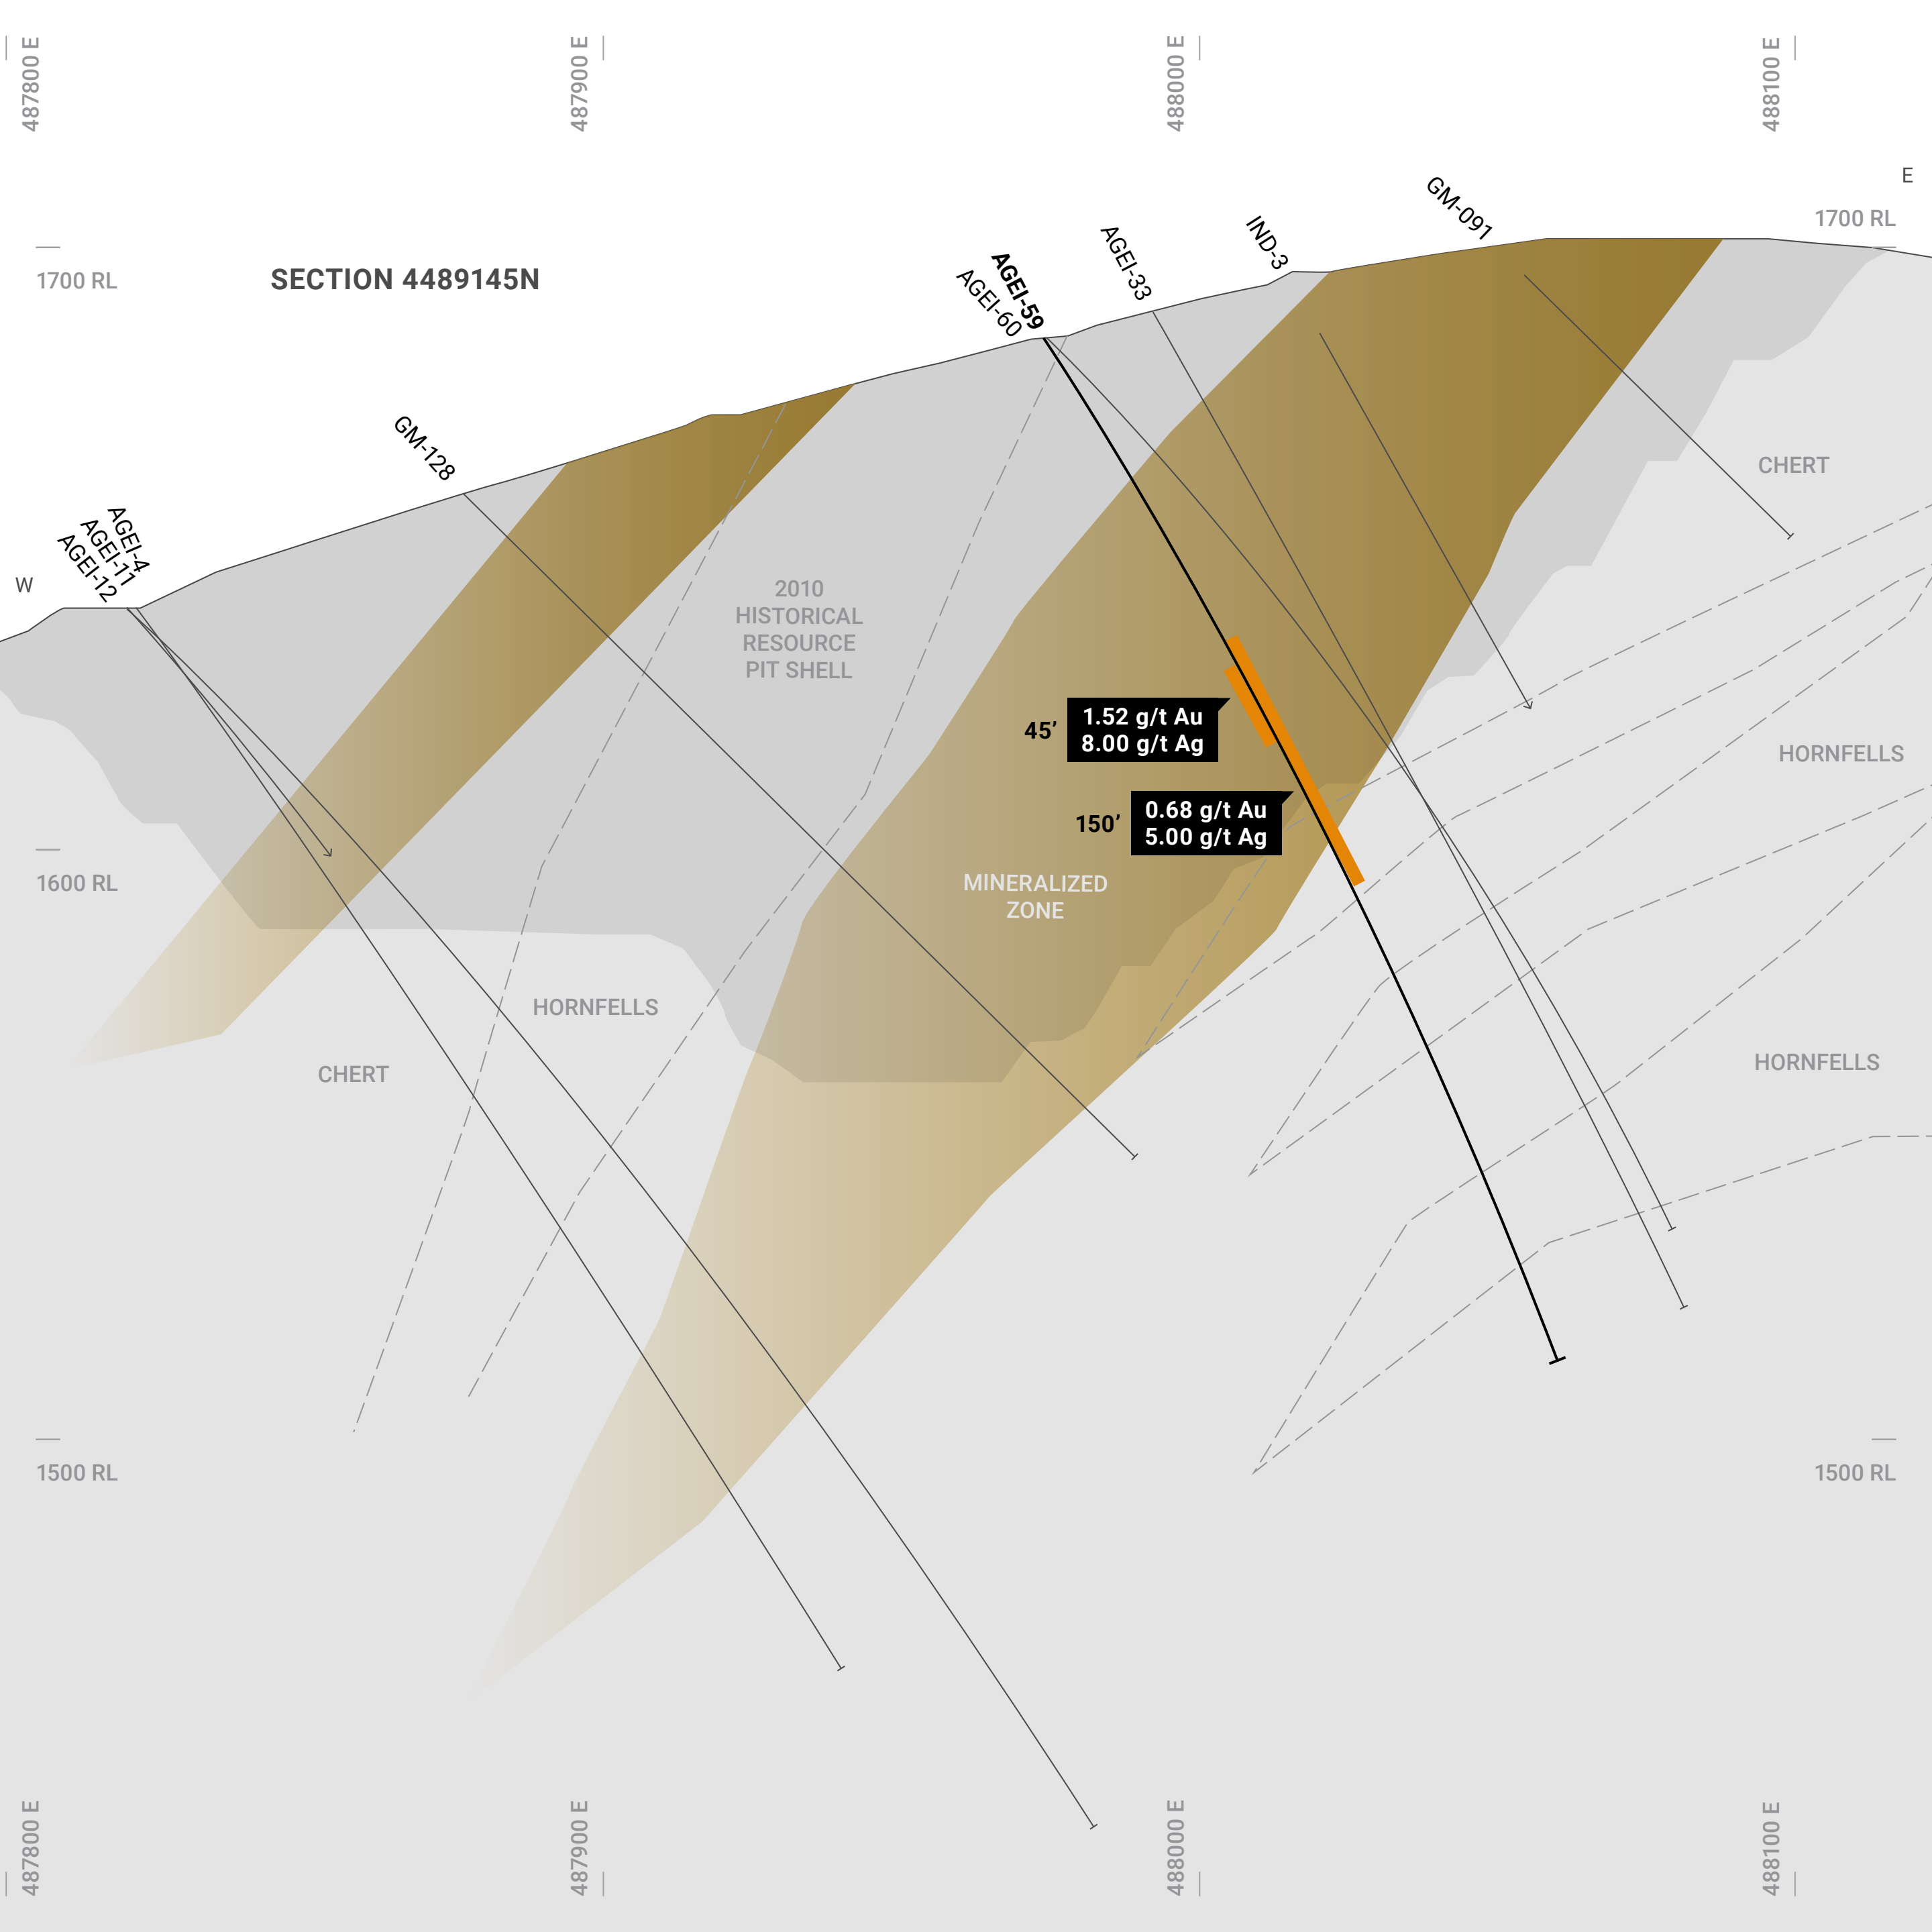 487800 E
487900 E
488000 E
488100 E
E
1700 RL
1700 RL
SECTION 4489145N
GM-091
IND-3
AGEI-33
AGEI-59
AGEI-60
GM-128
AGEI-4
AGEI-11
AGEI-12
W
CHERT
2010
HISTORICAL
RESOURCE
PIT SHELL
45’
1.52 g/t Au
8.00 g/t Ag
HORNFELLS
150’
0.68 g/t Au
5.00 g/t Ag
1600 RL
MINERALIZED
ZONE
HORNFELLS
CHERT
HORNFELLS
1500 RL
1500 RL
487800 E
487900 E
488000 E
488100 E